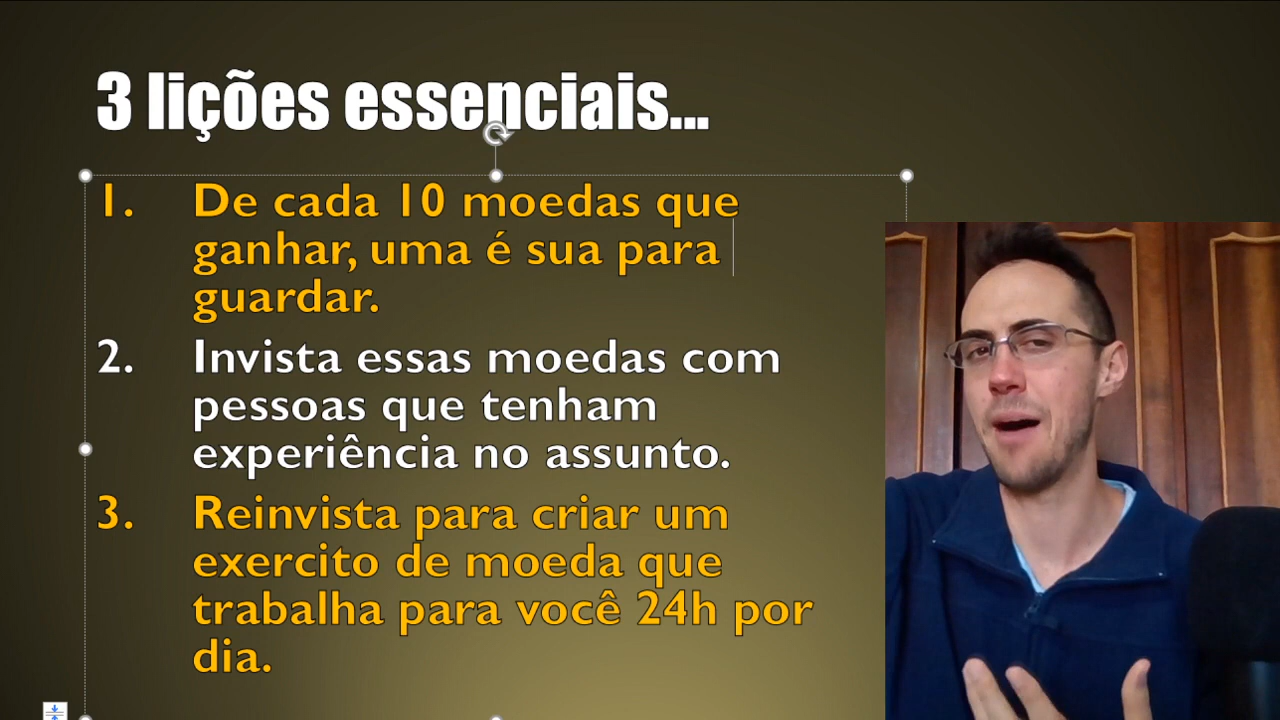 3 lições essenciais...
1. De cada 10 moedas que
ganhar, uma é sua para
guardar.
2. Invista essas moedas com
pessoas que tenham
experiência no assunto.
3. Reinvista para criar um
exercito de moeda que
trabalha para você 24h por
dia.